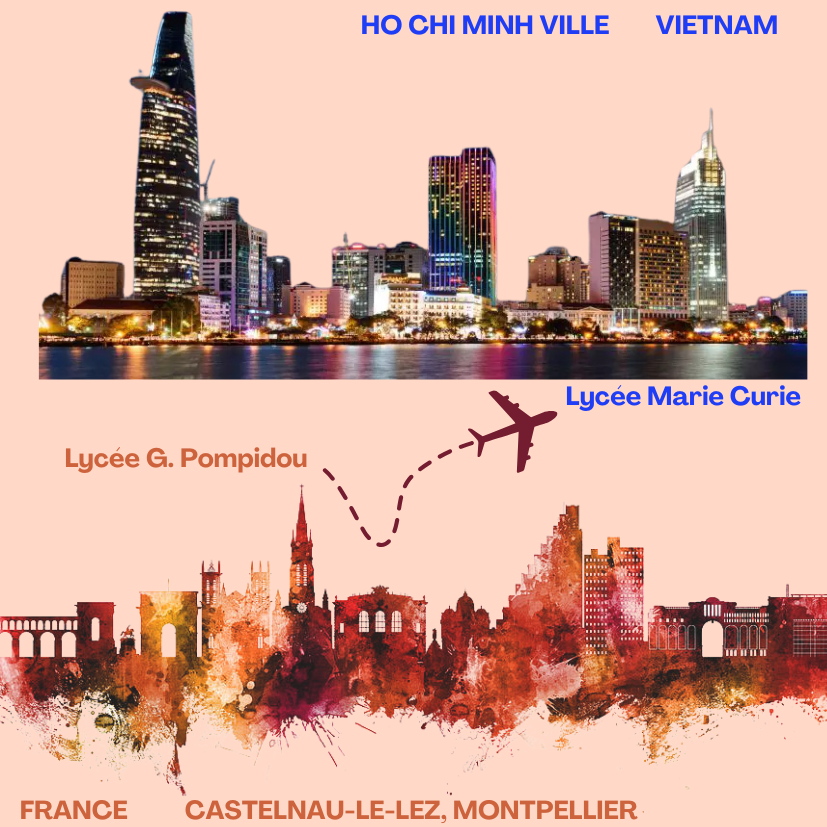 HO CHI MINH VILLE VIETNAM
Lycée Marie Curie
Lycée G. Pompidou
FRANCE CASTELNAU-LE-LEZ, MONTPELLIER